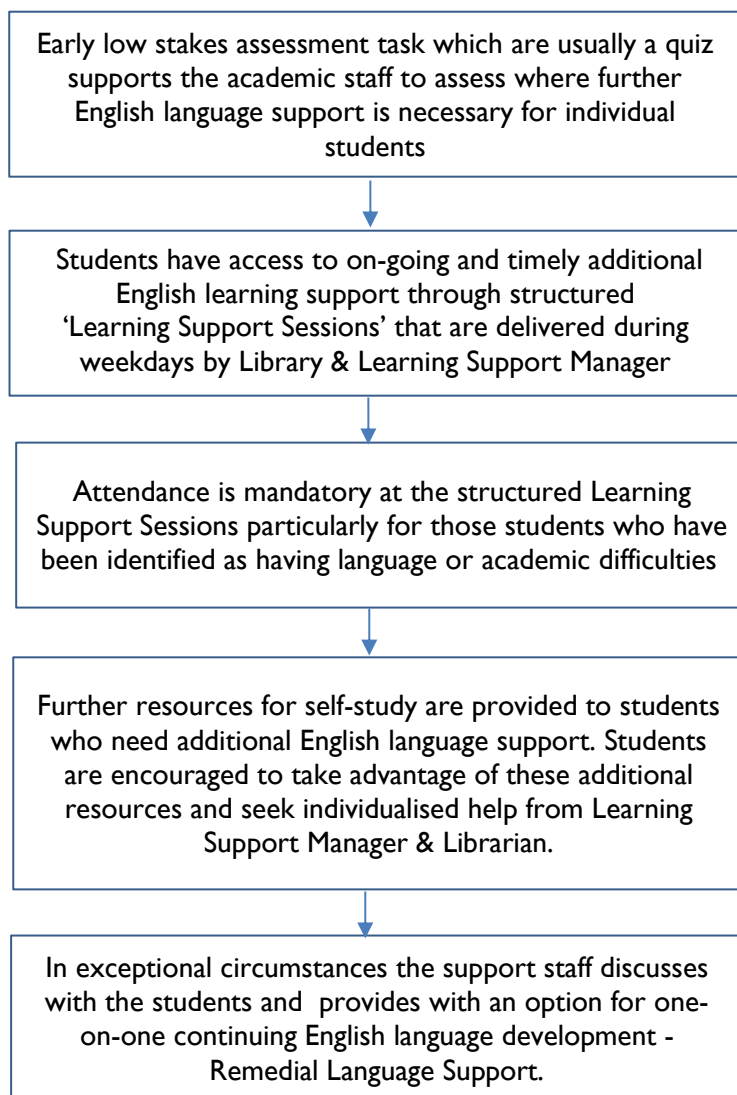 Early low stakes assessment task which are usually a quiz
supports the academic staff to assess where further
English language support is necessary for individual
students
Students have access to on-going and timely additional
English learning support through structured
‘Learning Support Sessions’ that are delivered during
weekdays by Library & Learning Support Manager
Attendance is mandatory at the structured Learning
Support Sessions particularly for those students who have
been identified as having language or academic difficulties
Further resources for self-study are provided to students
who need additional English language support. Students
are encouraged to take advantage of these additional
resources and seek individualised help from Learning
Support Manager & Librarian.
In exceptional circumstances the support staff discusses
with the students and  provides with an option for one-
on-one continuing English language development -
Remedial Language Support.